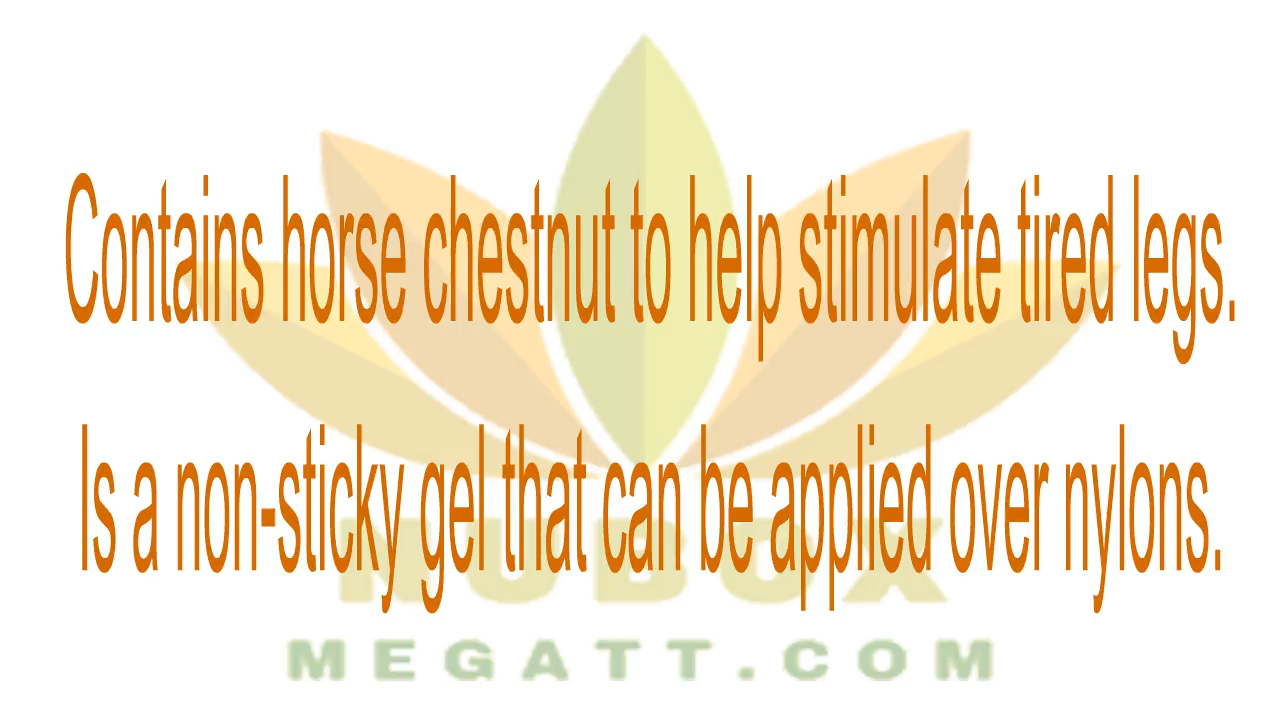 Contains horse chestnut to help stimulate tired legs.
Is a non-sticky gel that can be applied over nylons.
NUBOX
MEGATT.COM